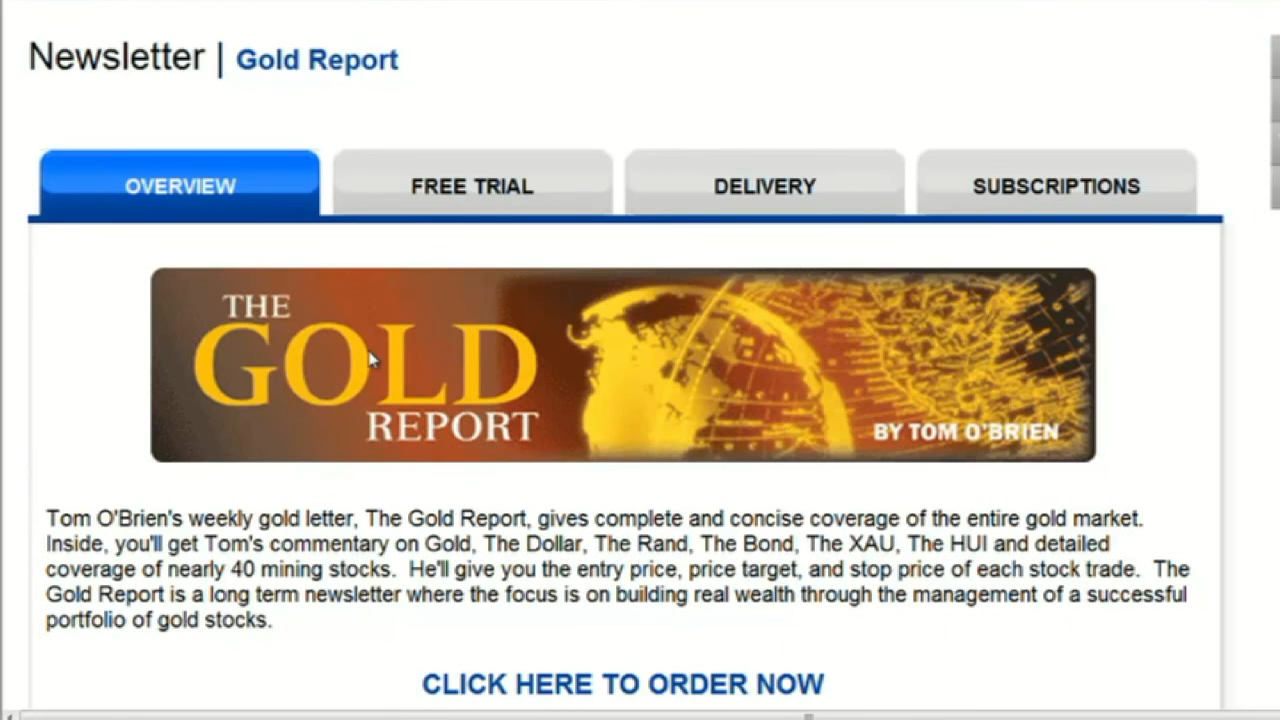 Newsletter | Gold Report
OVERVIEW
FREE TRIAL
DELIVERY
SUBSCRIPTIONS
THE
GOLD
REPORT
BY TOM O'BRIEN
Tom O'Brien's weekly gold letter, The Gold Report, gives complete and concise coverage of the entire gold market.
Inside, you'll get Tom's commentary on Gold, The Dollar, The Rand, The Bond, The XAU, The HUI and detailed
coverage of nearly 40 mining stocks.  He'll give you the entry price, price target, and stop price of each stock trade.  The
Gold Report is a long term newsletter where the focus is on building real wealth through the management of a successful
portfolio of gold stocks.
CLICK HERE TO ORDER NOW